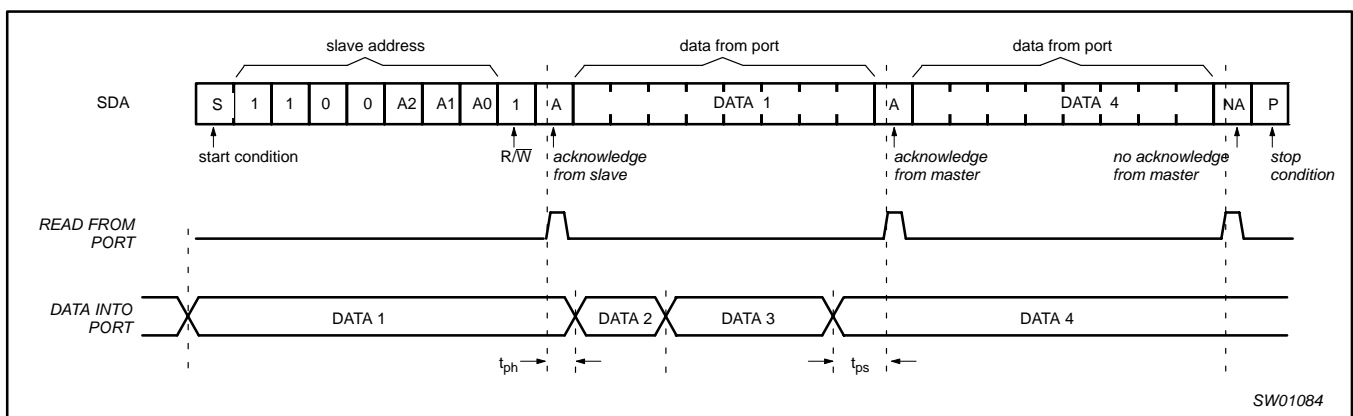 slave address data from port data from port
SDA S 1 1 0 0 A2 A1 A0 1 A DATA 1 A DATA 4 NA P
start condition R/W̅ acknowledge from slave acknowledge from master no acknowledge from master stop condition
READ FROM PORT
DATA INTO PORT DATA 1 DATA 2 DATA 3 DATA 4
tph tps
SW01084